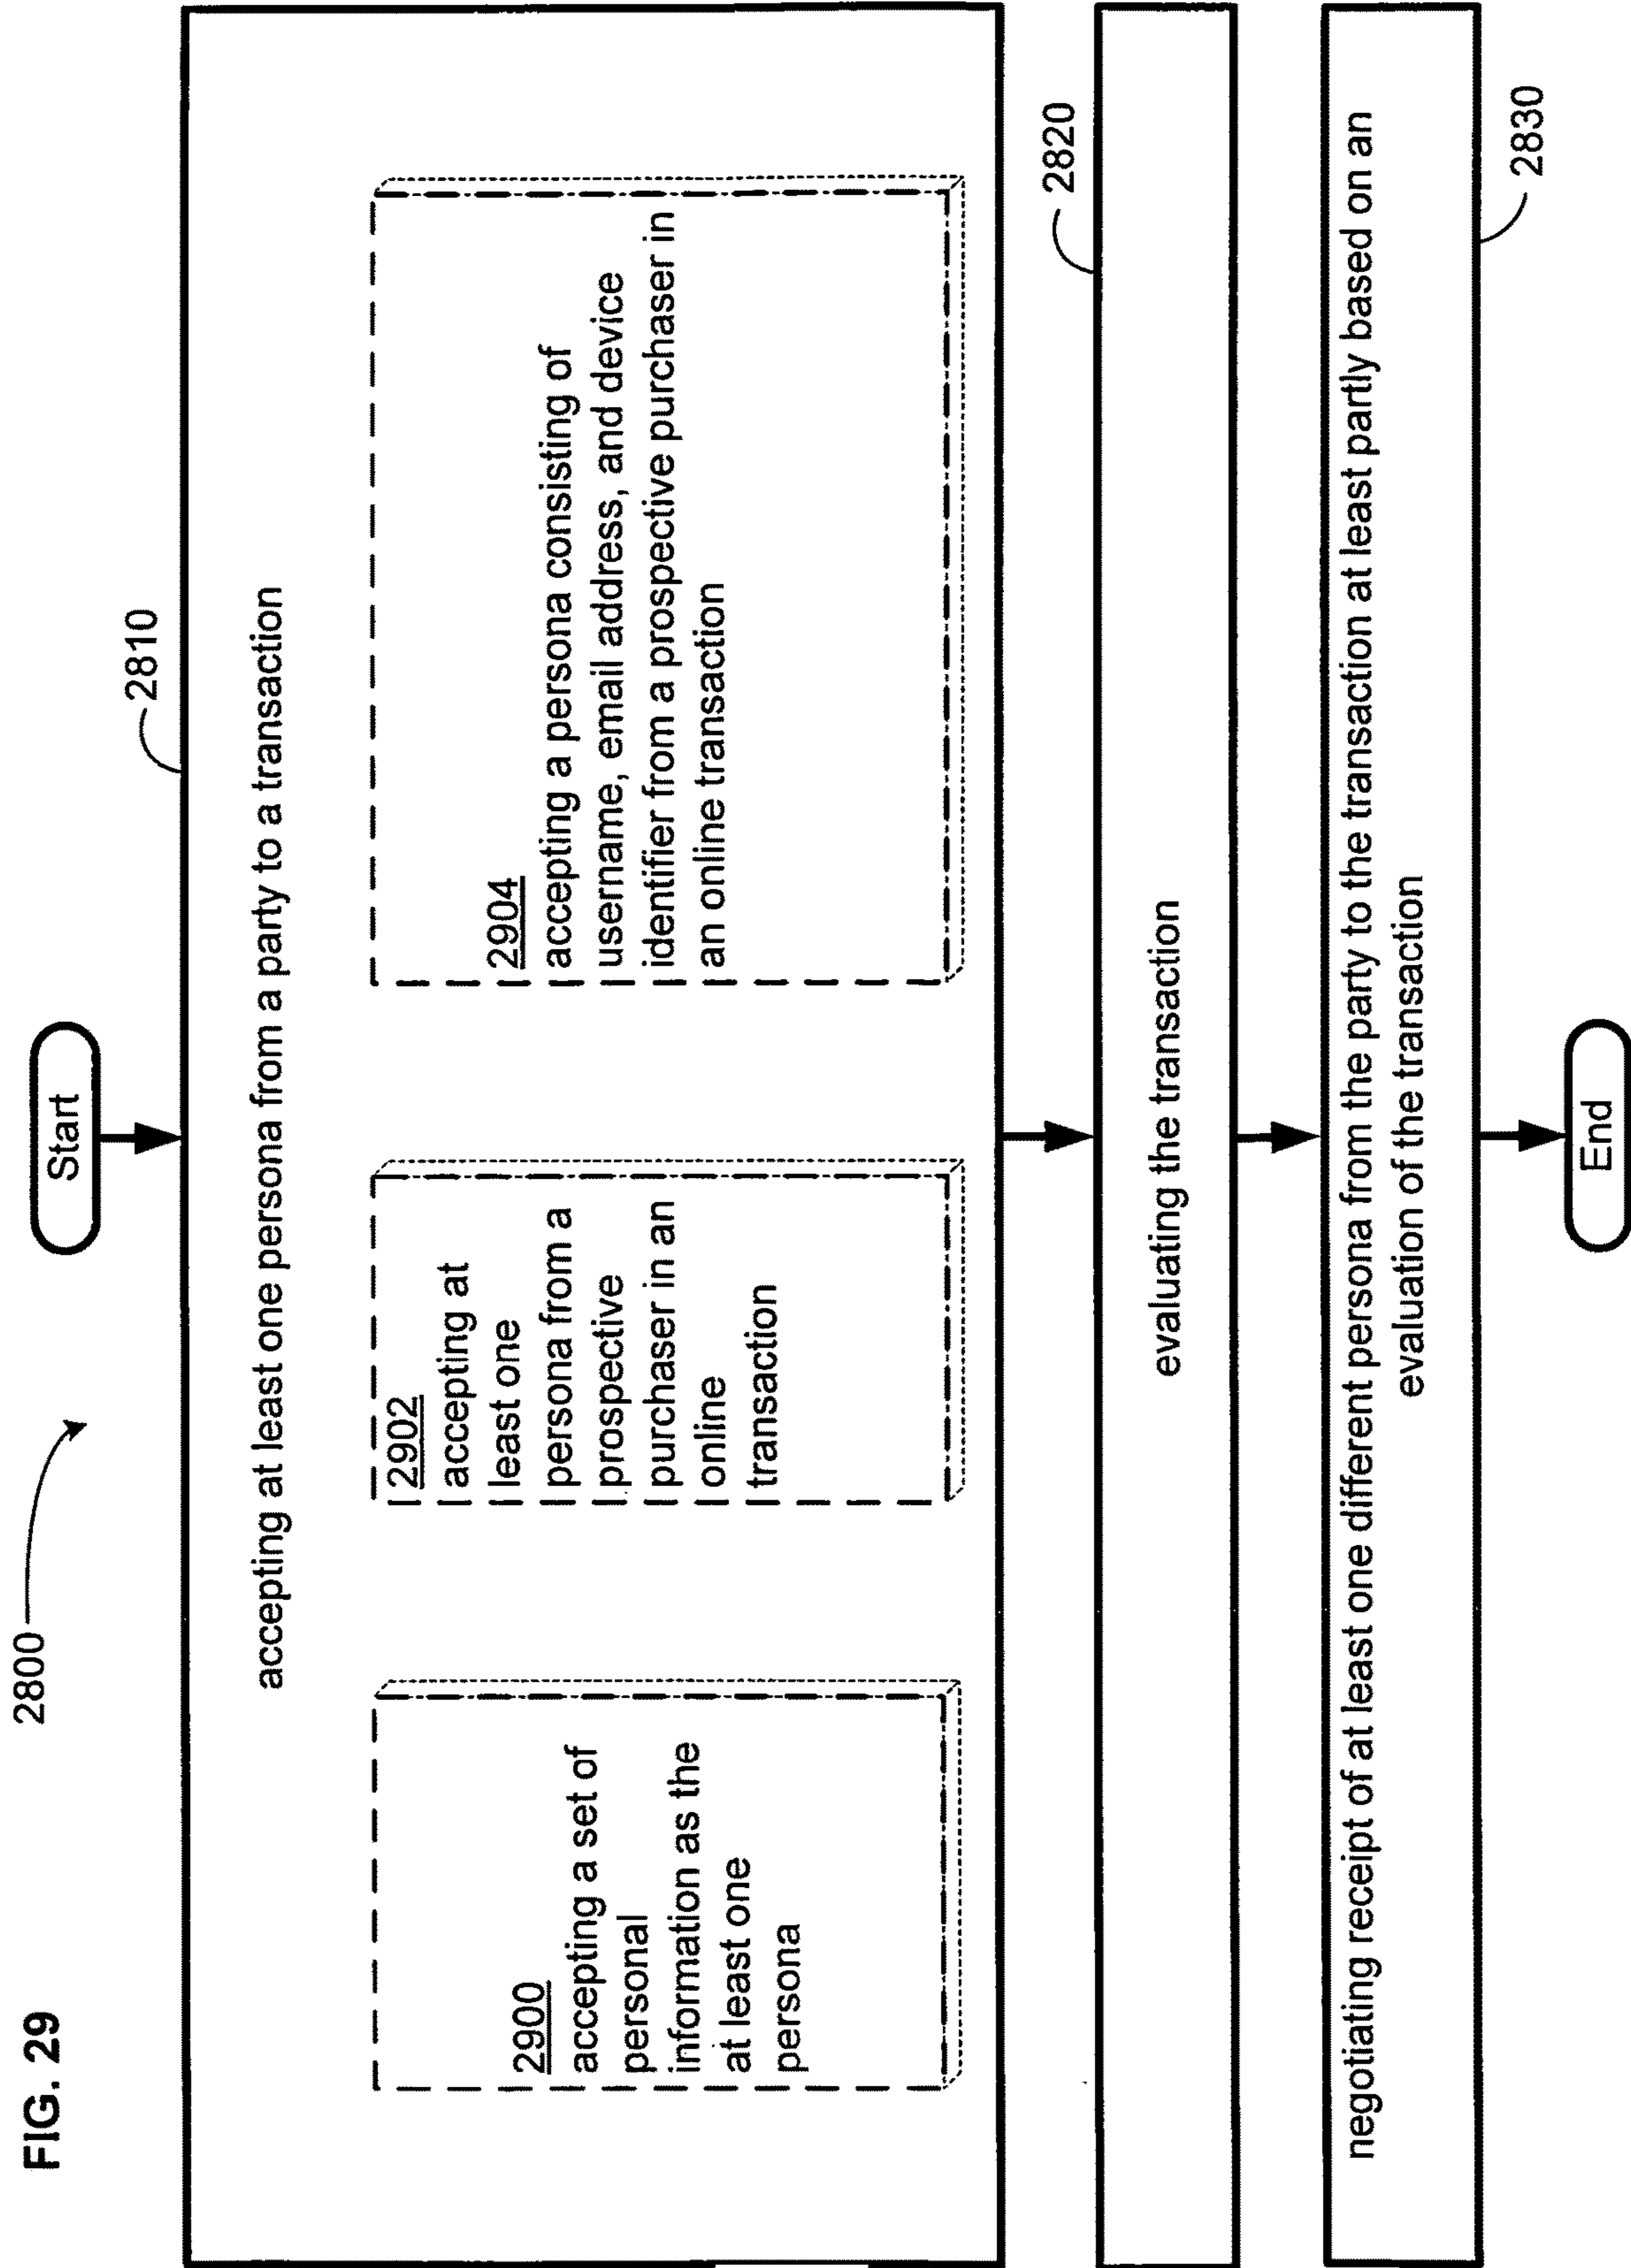 FIG. 29
2800
Start
2810
accepting at least one persona from a party to a transaction
2900
accepting a set of
personal
information as the
at least one
persona
2902
accepting at
least one
persona from a
prospective
purchaser in an
online
transaction
2904
accepting a persona consisting of
username, email address, and device
identifier from a prospective purchaser in
an online transaction
2820
evaluating the transaction
negotiating receipt of at least one different persona from the party to the transaction at least partly based on an
evaluation of the transaction
2830
End